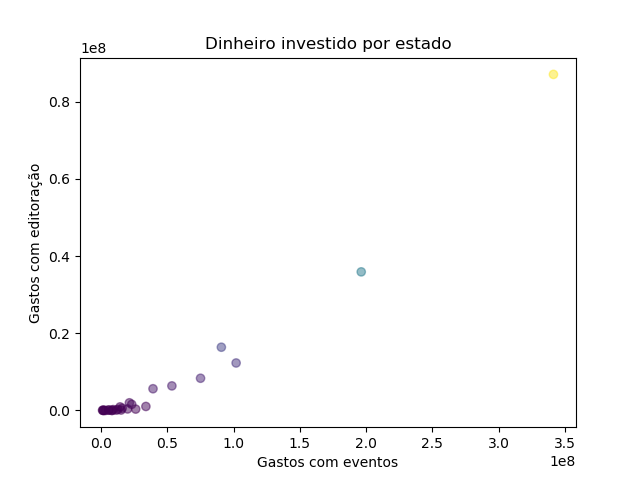 Dinheiro investido por estado
1e8
0.8
0.6
0.4
0.2
0.0
Gastos com editoração
0.0 0.5 1.0 1.5 2.0 2.5 3.0 3.5
1e8
Gastos com eventos